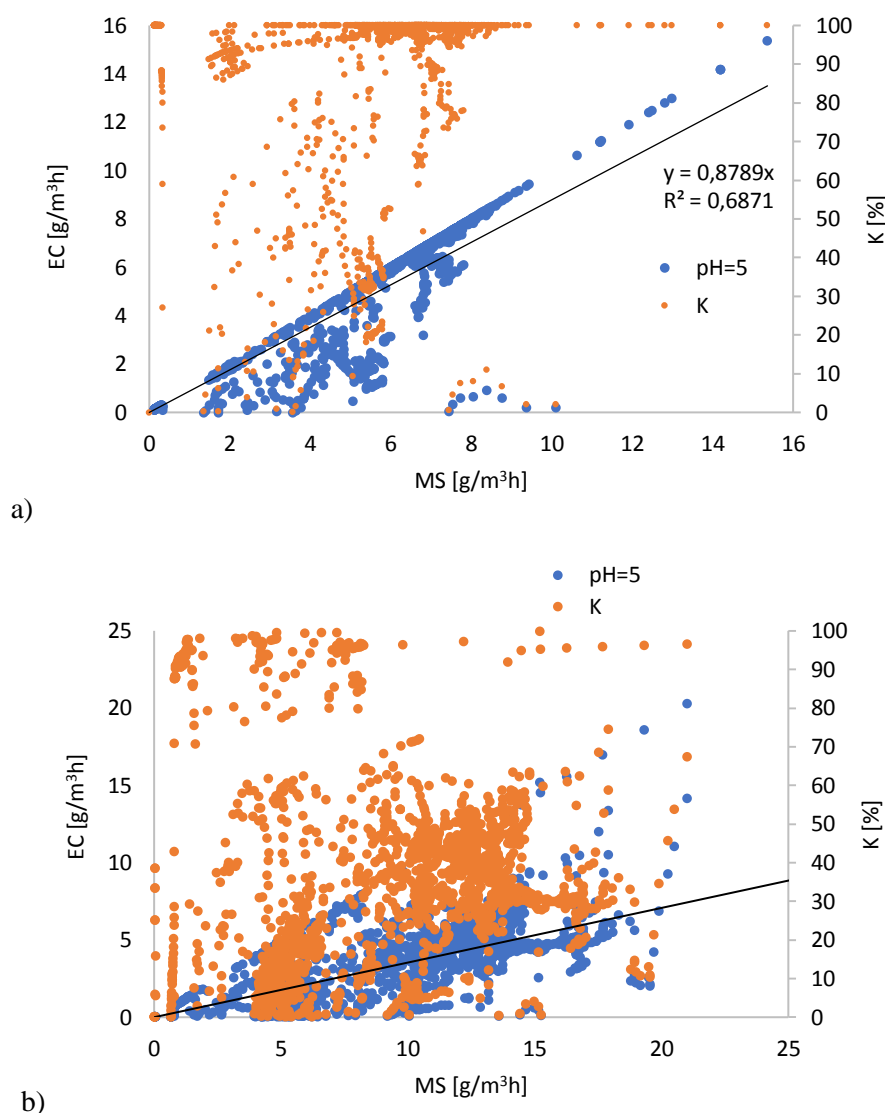 16
14
12
10
8
6
4
2
0
EC [g/m³h]
100
90
80
70
60
50
40
30
20
10
0
K [%]
y = 0,8789x
R² = 0,6871
pH=5
K
0 2 4 6 8 10 12 14 16
MS [g/m³h]
a)
pH=5
K
25
20
15
10
5
0
EC [g/m³h]
100
90
80
70
60
50
40
30
20
10
0
K [%]
0 5 10 15 20 25
MS [g/m³h]
b)